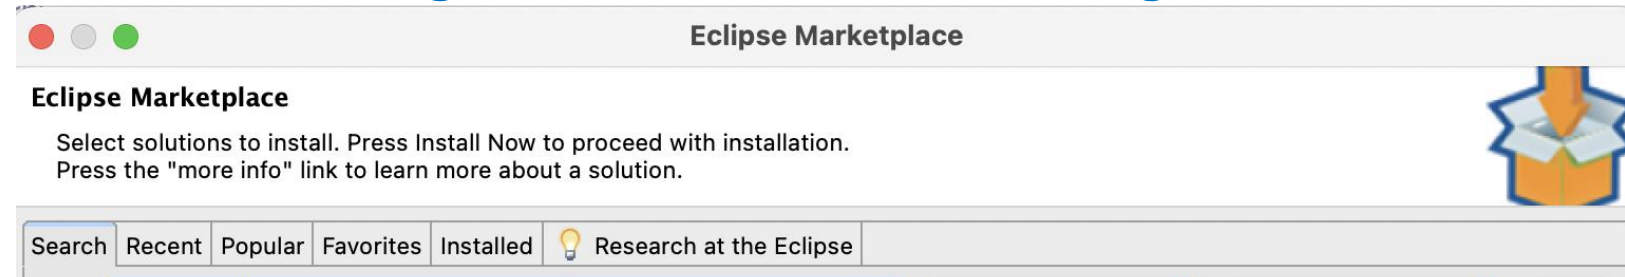 Eclipse Marketplace
Eclipse Marketplace
Select solutions to install. Press Install Now to proceed with installation.
Press the "more info" link to learn more about a solution.
Search Recent Popular Favorites Installed Research at the Eclipse